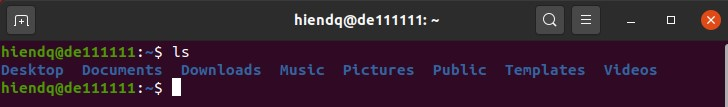 hiendq@de111111: ~
hiendq@de111111:~$ ls
Desktop Documents Downloads Music Pictures Public Templates Videos
hiendq@de111111:~$